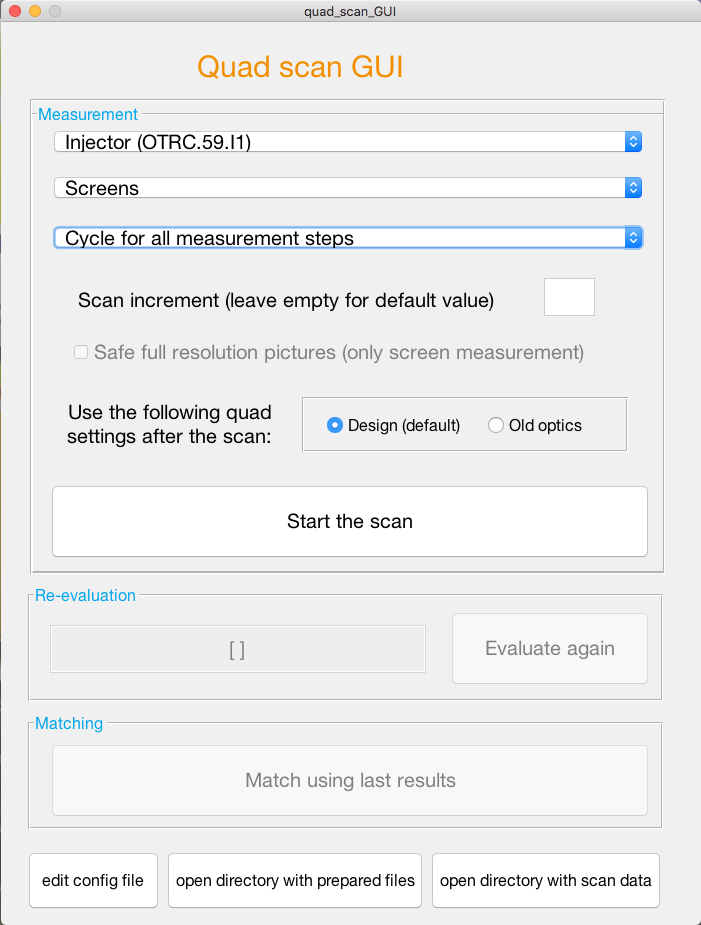 quad_scan_GUI
Quad scan GUI
Measurement
Injector (OTRC.59.I1)
Screens
Cycle for all measurement steps
Scan increment (leave empty for default value)
Safe full resolution pictures (only screen measurement)
Use the following quad
settings after the scan:
Design (default)
Old optics
Start the scan
Re-evaluation
[ ]
Evaluate again
Matching
Match using last results
edit config file
open directory with prepared files
open directory with scan data